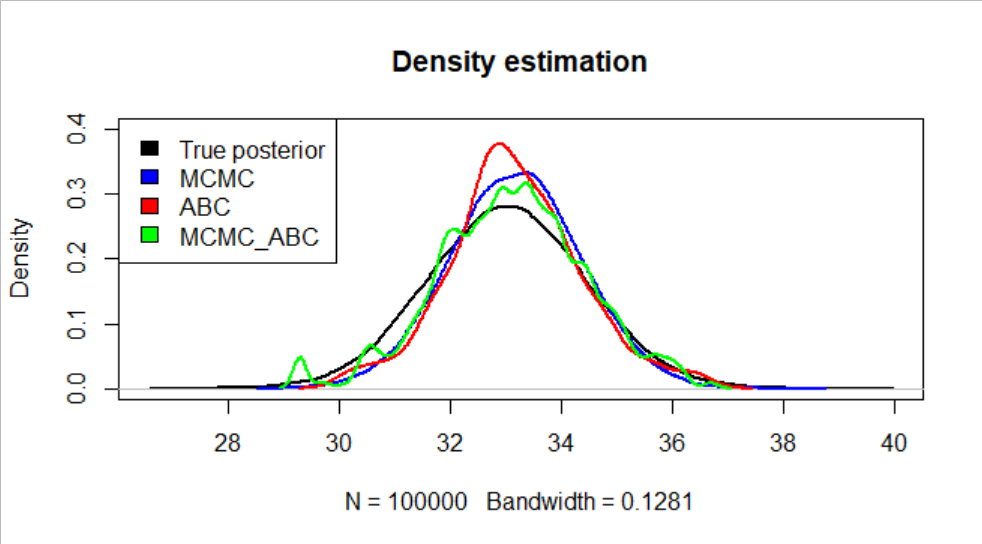 Density estimation
True posterior
MCMC
ABC
MCMC_ABC
Density
0.4
0.3
0.2
0.1
0.0
28 30 32 34 36 38 40
N = 100000 Bandwidth = 0.1281